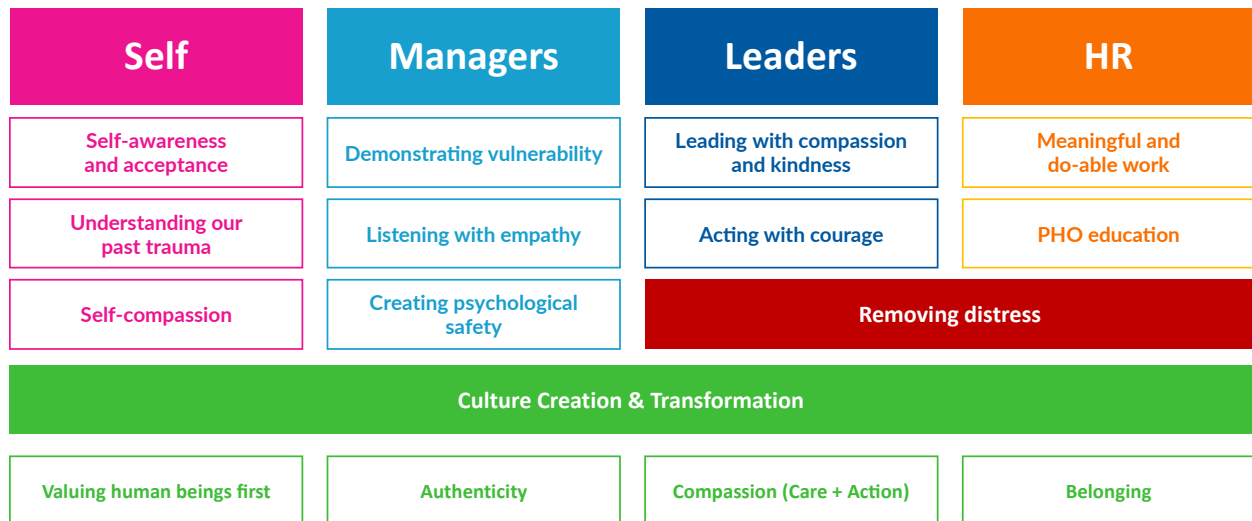 Self
Managers
Leaders
HR
Self-awareness
and acceptance
Demonstrating vulnerability
Leading with compassion
and kindness
Meaningful and
do-able work
Understanding our
past trauma
Listening with empathy
Acting with courage
PHO education
Self-compassion
Creating psychological
safety
Removing distress
Culture Creation & Transformation
Valuing human beings first
Authenticity
Compassion (Care + Action)
Belonging